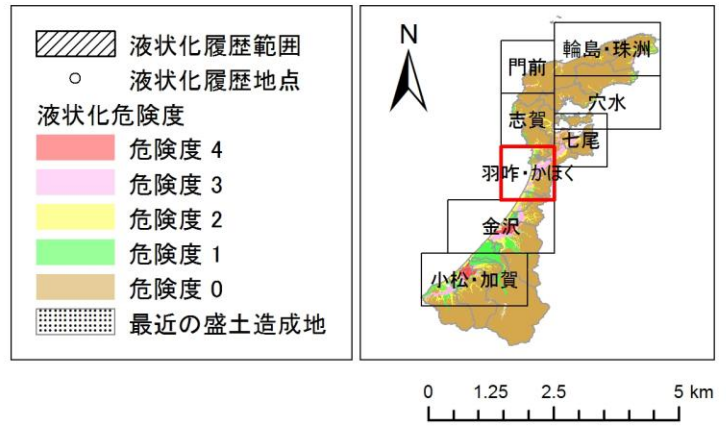 液状化履歴範囲
液状化履歴地点
液状化危険度
危険度 4
危険度 3
危険度 2
危険度 1
危険度 0
最近の盛土造成地
N
輪島・珠洲
門前
穴水
志賀
七尾
羽咋・かほく
金沢
小松・加賀
0 1.25 2.5 5 km